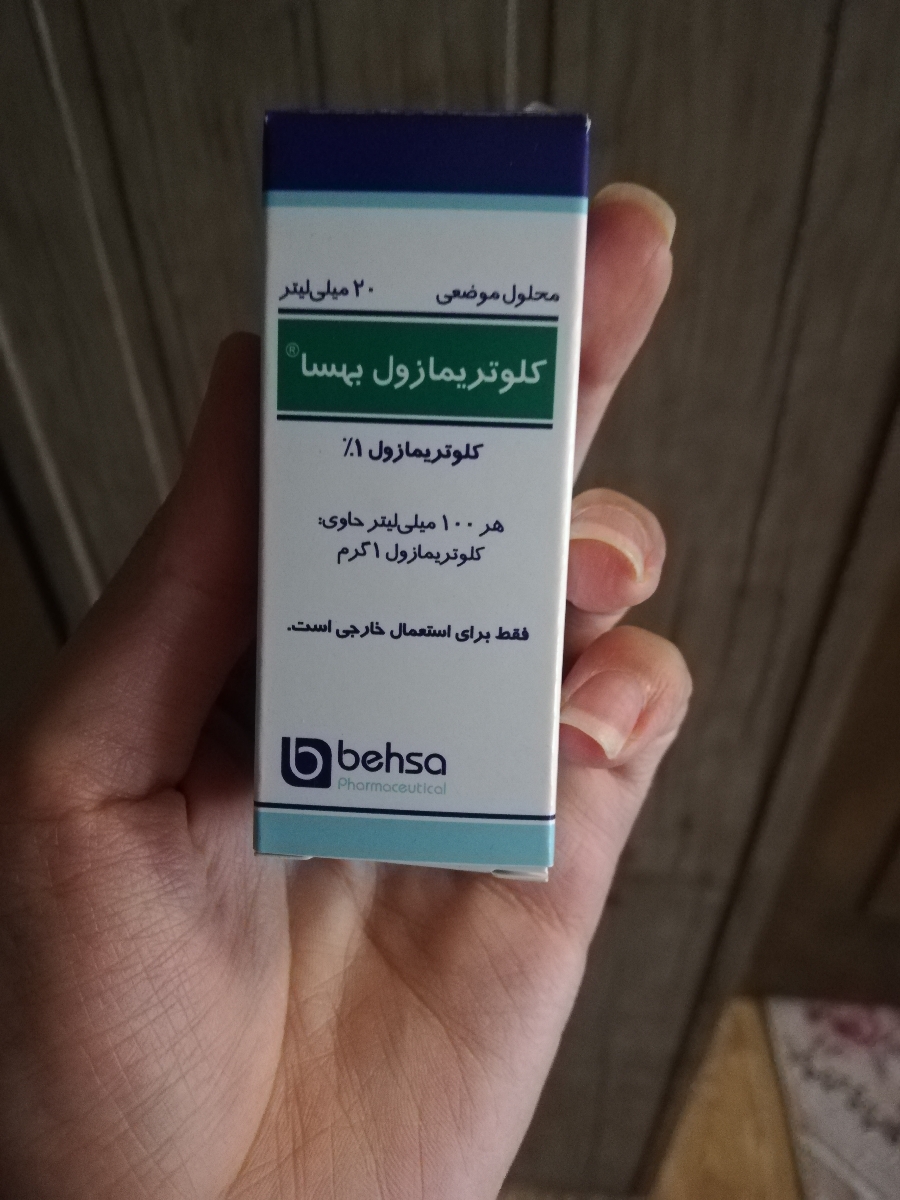 محلول موضعی ۲۰ میلی‌لیتر
کلوتریمازول بهسا®
کلوتریمازول ۱٪
هر ۱۰۰ میلی‌لیتر حاوی:
کلوتریمازول ۱ گرم
فقط برای استعمال خارجی است.
behsa
Pharmaceutical